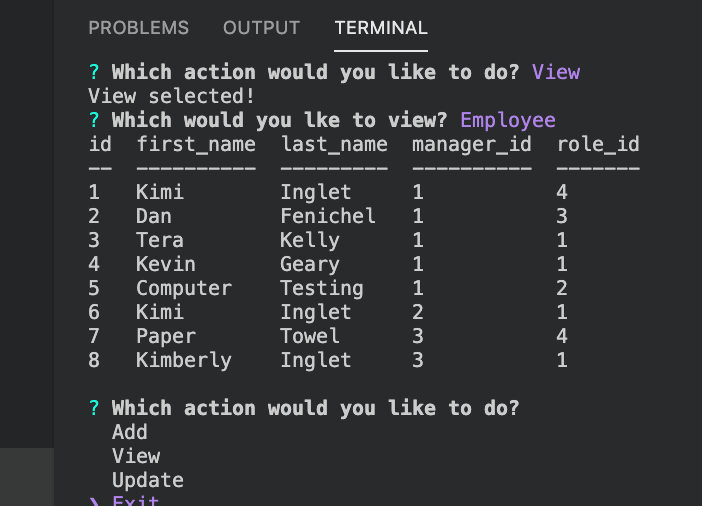 PROBLEMS OUTPUT TERMINAL
? Which action would you like to do? View
View selected!
? Which would you lke to view? Employee
id first_name last_name manager_id role_id
-- ---------- --------- ---------- -------
1 Kimi Inglet 1 4
2 Dan Fenichel 1 3
3 Tera Kelly 1 1
4 Kevin Geary 1 1
5 Computer Testing 1 2
6 Kimi Inglet 2 1
7 Paper Towel 3 4
8 Kimberly Inglet 3 1
? Which action would you like to do?
Add
View
Update
❯ Exit